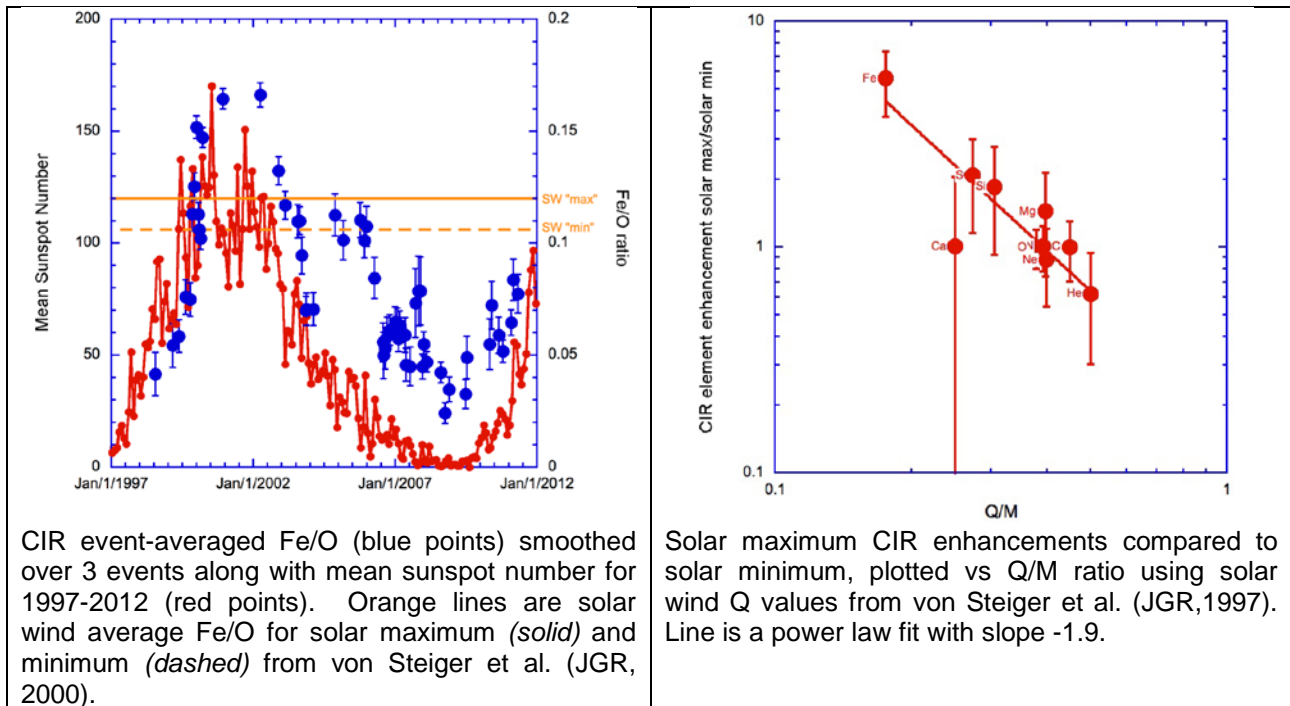 200
150
100
50
0
Mean Sunspot Number
0.2
0.15
0.1
0.05
0
Fe/O ratio
SW "max"
SW "min"
Jan/1/1997
Jan/1/2002
Jan/1/2007
Jan/1/2012
CIR event-averaged Fe/O (blue points) smoothed
over 3 events along with mean sunspot number for
1997-2012 (red points). Orange lines are solar
wind average Fe/O for solar maximum (solid) and
minimum (dashed) from von Steiger et al. (JGR,
2000).
10
1
0.1
CIR element enhancement solar max/solar min
Fe
S
Si
Ca
Mg
O
N
C
Ne
He
0.1
1
Q/M
Solar maximum CIR enhancements compared to
solar minimum, plotted vs Q/M ratio using solar
wind Q values from von Steiger et al. (JGR,1997).
Line is a power law fit with slope -1.9.